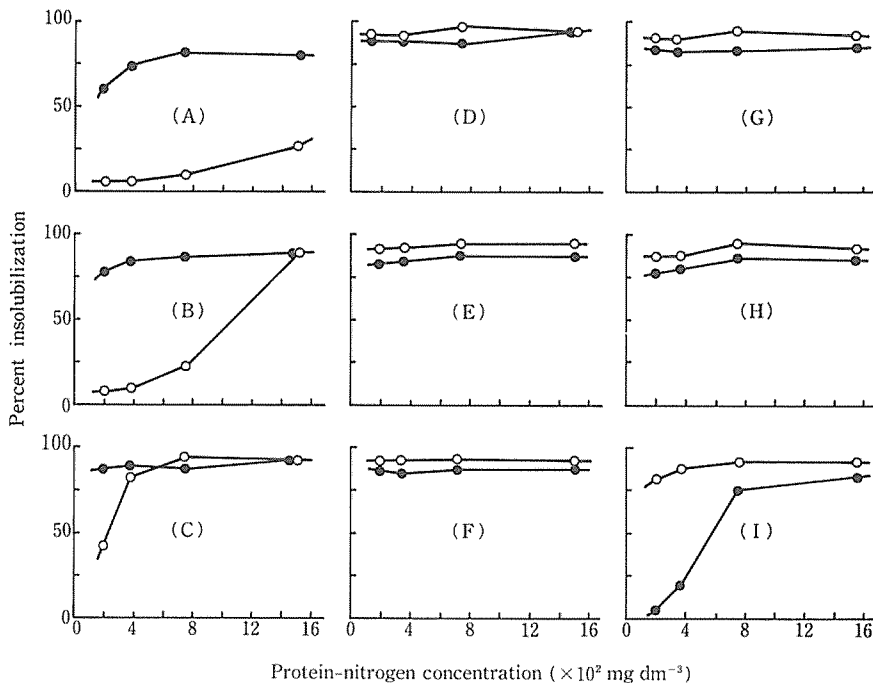 100
50
0
(A)
(D)
(G)
100
50
0
(B)
(E)
(H)
100
50
0
(C)
(F)
(I)
0 4 8 12 16
0 4 8 12 16
0 4 8 12 16
Percent insolubilization
Protein-nitrogen concentration (×10² mg dm⁻³)